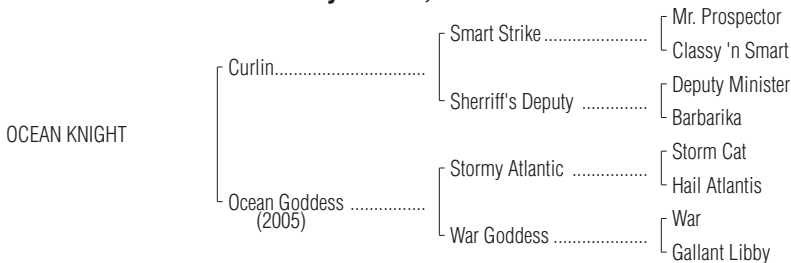 Mr. Prospector
Smart Strike......................
Classy 'n Smart
Curlin................................
Deputy Minister
Sherriff's Deputy ..............
Barbarika
OCEAN KNIGHT
Storm Cat
Stormy Atlantic ................
Hail Atlantis
Ocean Goddess ................
(2005)
War
War Goddess ....................
Gallant Libby